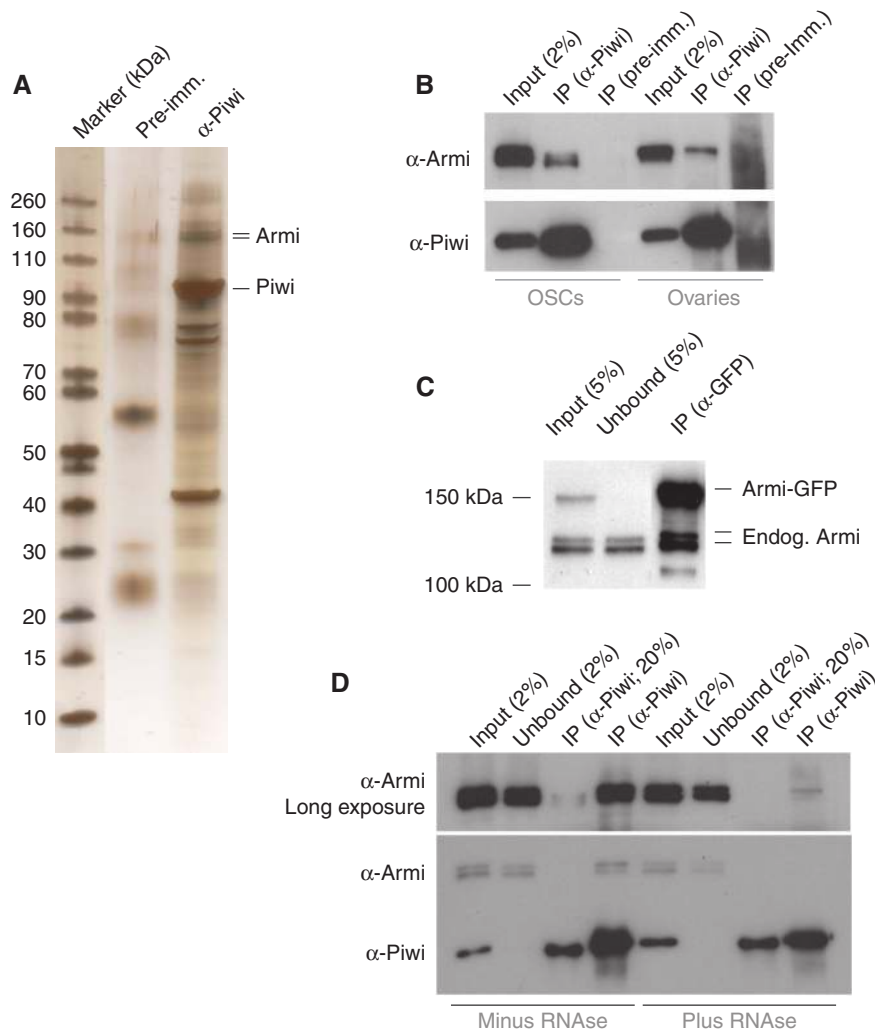 A
Marker (kDa)
Pre-imm.
α-Piwi
260
160
110
90
80
70
60
50
40
30
20
15
10
Armi
Piwi
B
Input (2%)
IP (α-Piwi)
IP (pre-imm.)
Input (2%)
IP (α-Piwi)
IP (pre-Imm.)
α-Armi
α-Piwi
OSCs
Ovaries
C
Input (5%)
Unbound (5%)
IP (α-GFP)
150 kDa
100 kDa
Armi-GFP
Endog. Armi
D
Input (2%)
Unbound (2%)
IP (α-Piwi; 20%)
IP (α-Piwi)
Input (2%)
Unbound (2%)
IP (α-Piwi; 20%)
IP (α-Piwi)
α-Armi
Long exposure
α-Armi
α-Piwi
Minus RNAse
Plus RNAse